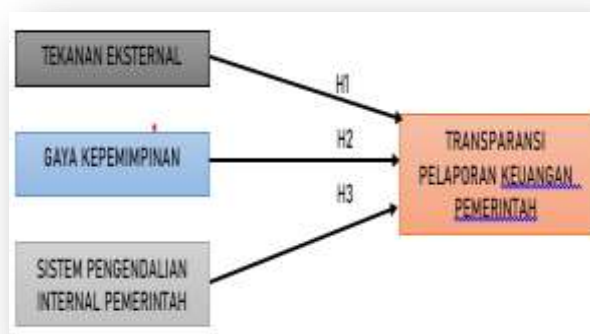 TEKANAN EKSTERNAL
H1
GAYA KEPEMIMPINAN
H2
TRANSPARANSI
PELAPORAN KEUANGAN
PEMERINTAH
H3
SISTEM PENGENDALIAN
INTERNAL PEMERINTAH